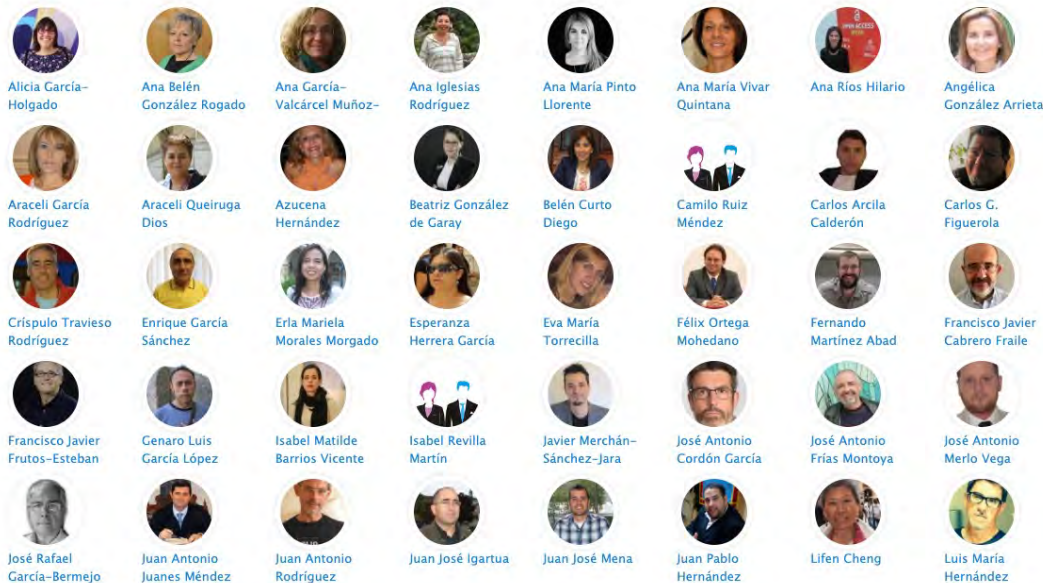 Alicia García-
Holgado
Ana Belén
González Rogado
Ana García-
Valcárcel Muñoz-
Ana Iglesias
Rodríguez
Ana María Pinto
Llorente
Ana María Vivar
Quintana
Ana Ríos Hilario
Angélica
González Arrieta
Araceli García
Rodríguez
Araceli Queiruga
Dios
Azucena
Hernández
Beatriz González
de Garay
Belén Curto
Diego
Camilo Ruiz
Méndez
Carlos Arcila
Calderón
Carlos G.
Figuerola
Críspulo Travieso
Rodríguez
Enrique García
Sánchez
Erla Mariela
Morales Morgado
Esperanza
Herrera García
Eva María
Torrecilla
Félix Ortega
Mohedano
Fernando
Martínez Abad
Francisco Javier
Cabrero Fraile
Francisco Javier
Frutos-Esteban
Genaro Luis
García López
Isabel Matilde
Barrios Vicente
Isabel Revilla
Martín
Javier Merchán-
Sánchez-Jara
José Antonio
Cordón García
José Antonio
Frías Montoya
José Antonio
Merlo Vega
José Rafael
García-Bermejo
Juan Antonio
Juanes Méndez
Juan Antonio
Rodríguez
Juan José Igartua
Juan José Mena
Juan Pablo
Hernández
Lifen Cheng
Luis María
Hernández